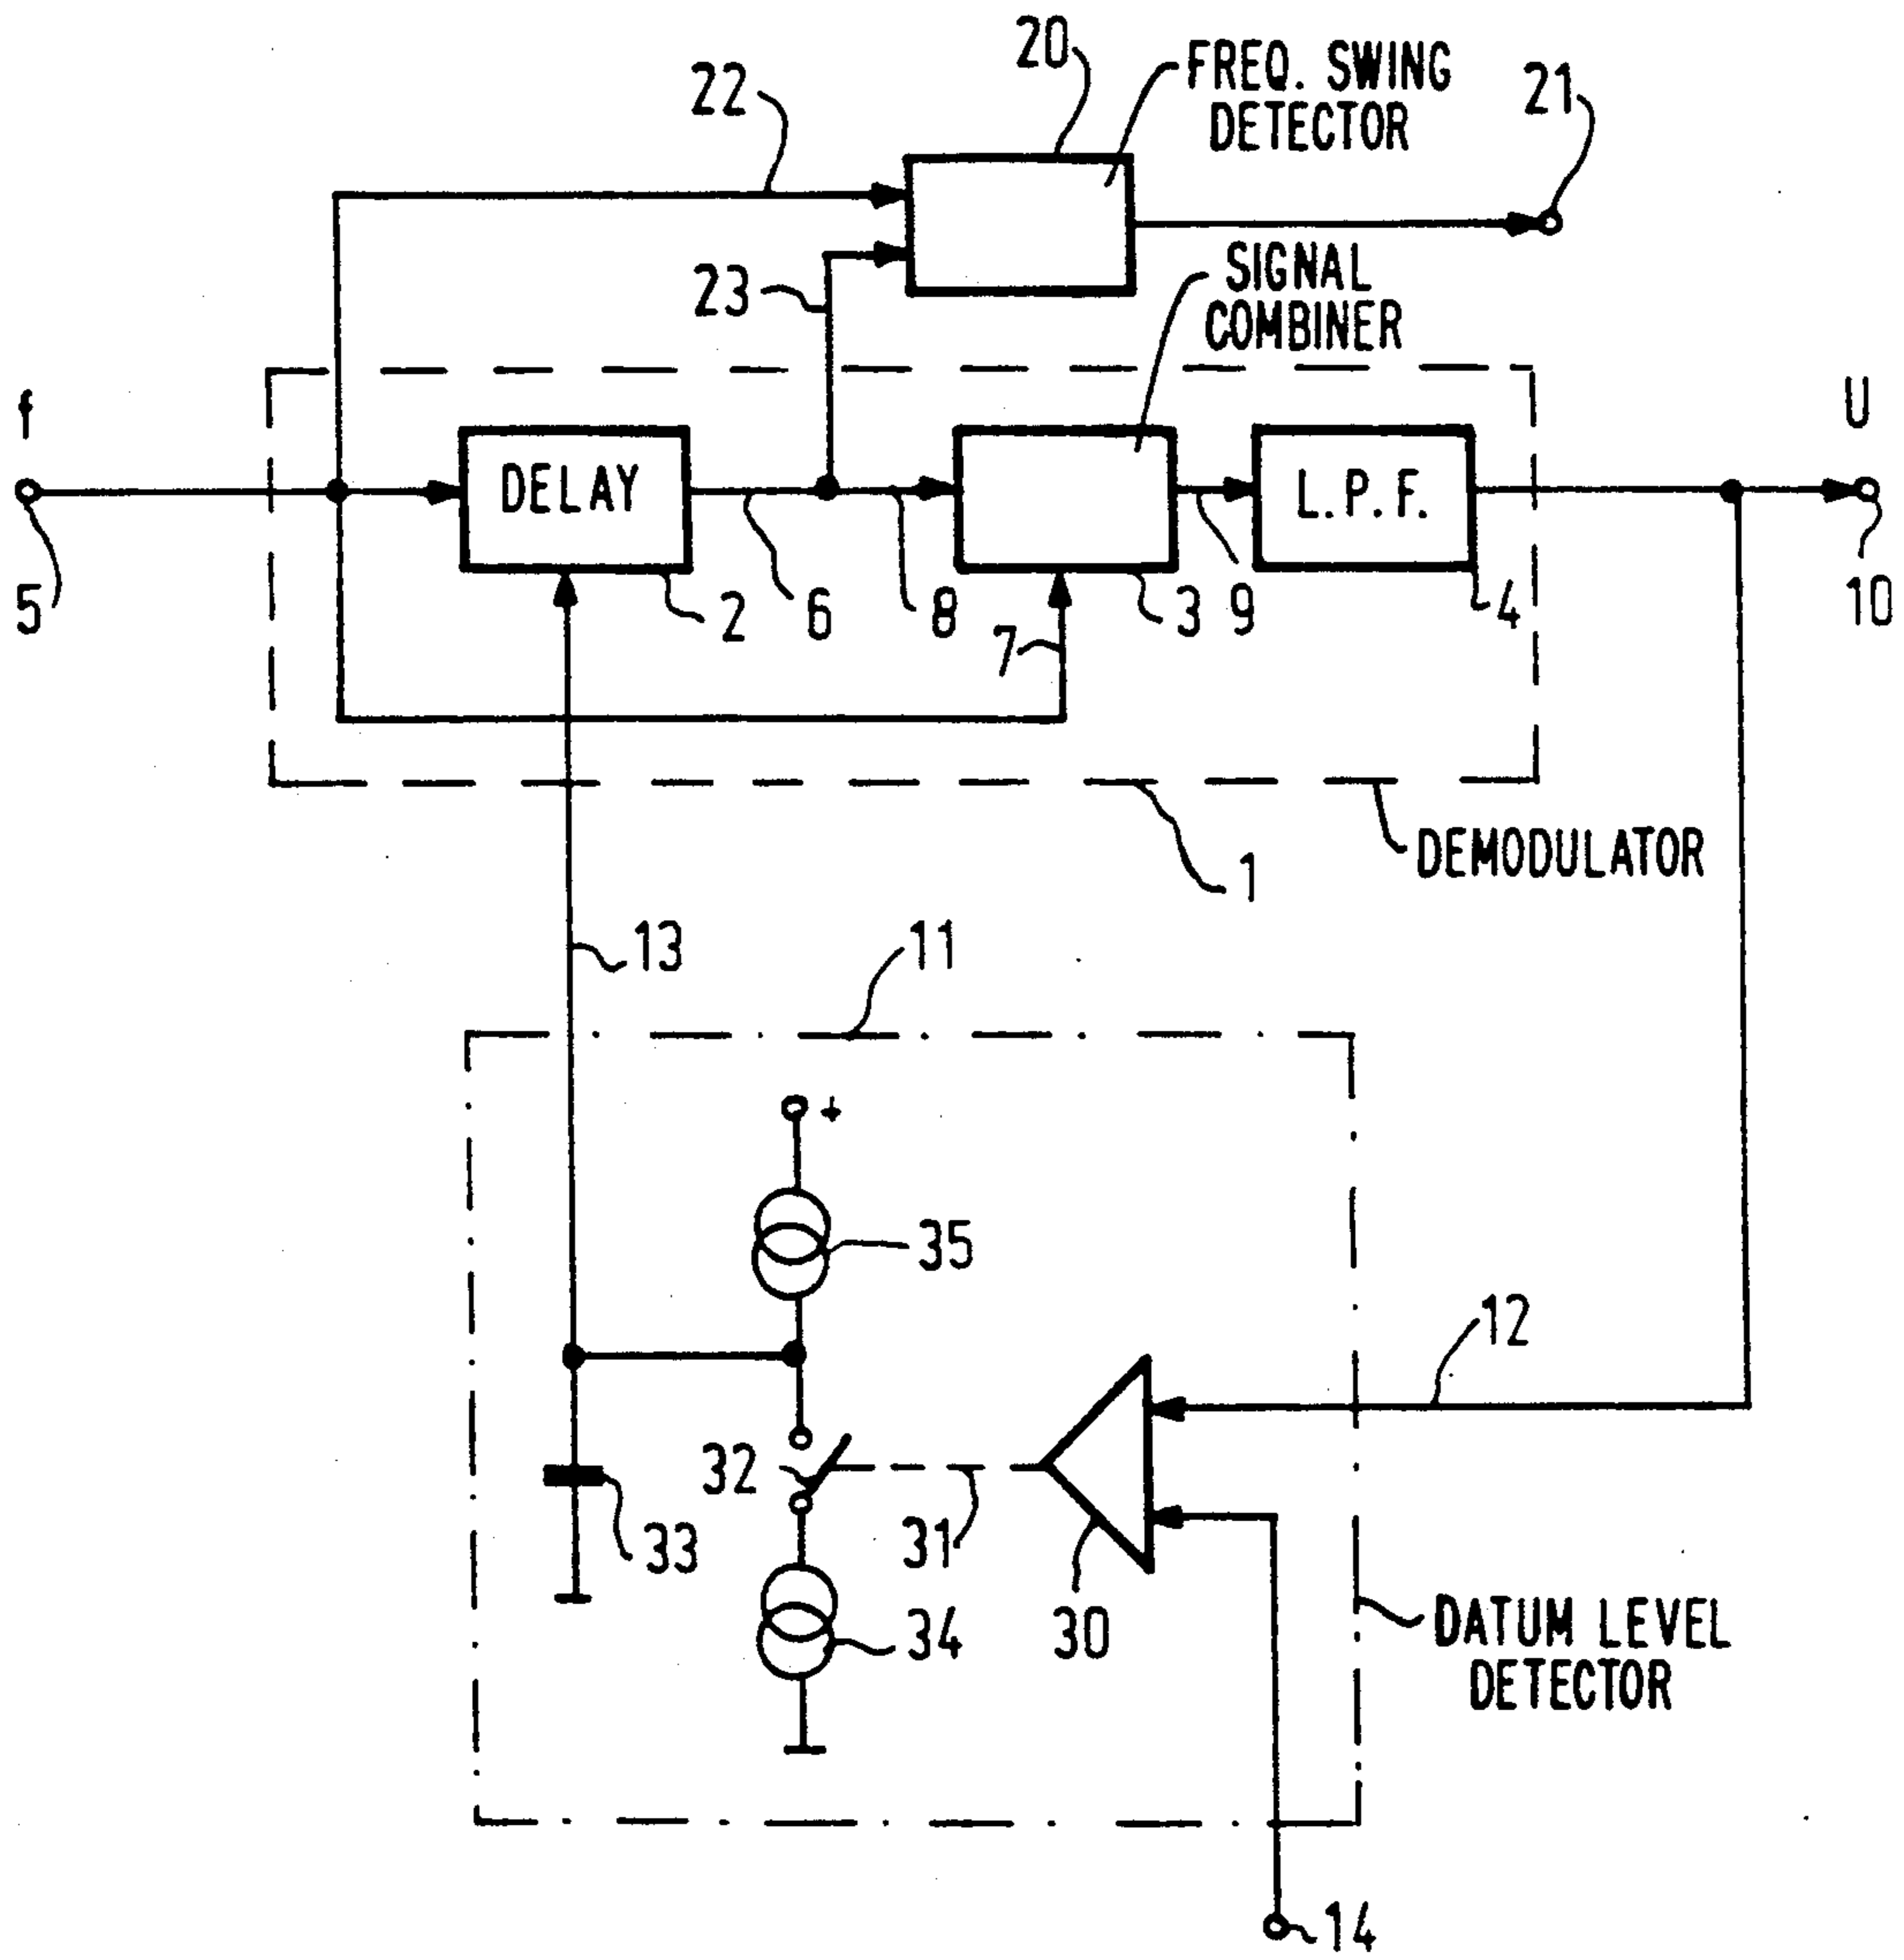 20
FREQ. SWING
DETECTOR
21
22
23
SIGNAL
COMBINER
f
U
DELAY
L.P.F.
5
2
6
8
7
3
9
4
10
DEMODULATOR
1
13
11
+
35
12
32
33
31
30
34
DATUM LEVEL
DETECTOR
14